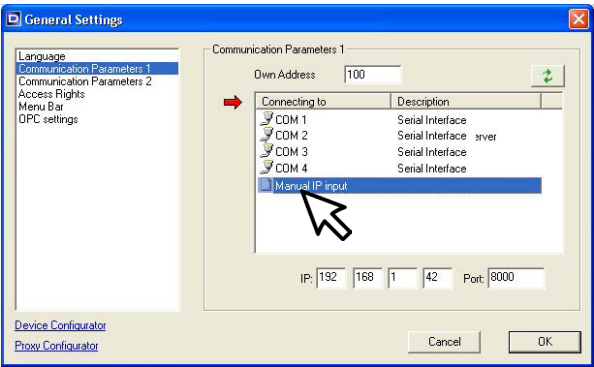 General Settings
Language
Communication Parameters 1
Communication Parameters 2
Access Rights
Menu Bar
OPC settings
Communication Parameters 1
Own Address 100
Connecting to Description
COM 1 Serial Interface
COM 2 Serial Interface erver
COM 3 Serial Interface
COM 4 Serial Interface
Manual IP input
IP: 192 168 1 42 Port: 8000
Device Configurator
Proxy Configurator
Cancel OK